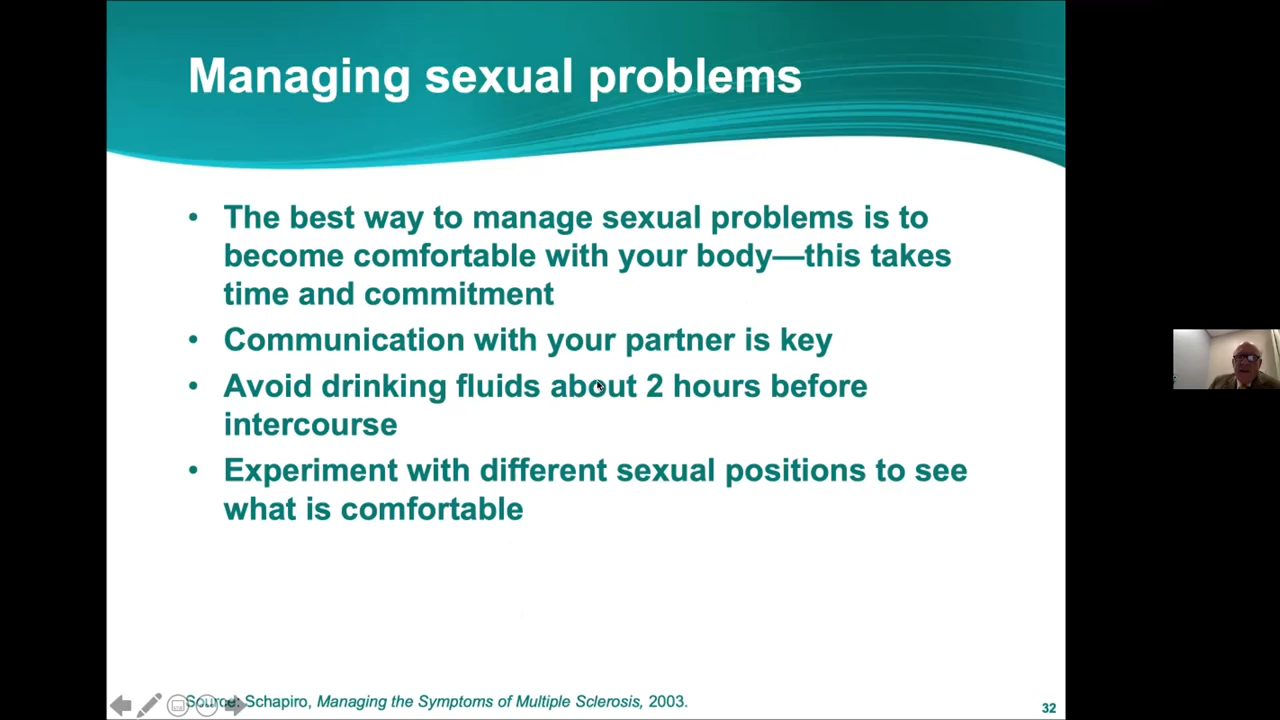 Managing sexual problems
• The best way to manage sexual problems is to
become comfortable with your body—this takes
time and commitment
• Communication with your partner is key
• Avoid drinking fluids about 2 hours before
intercourse
• Experiment with different sexual positions to see
what is comfortable
Source: Schapiro, Managing the Symptoms of Multiple Sclerosis, 2003.
32